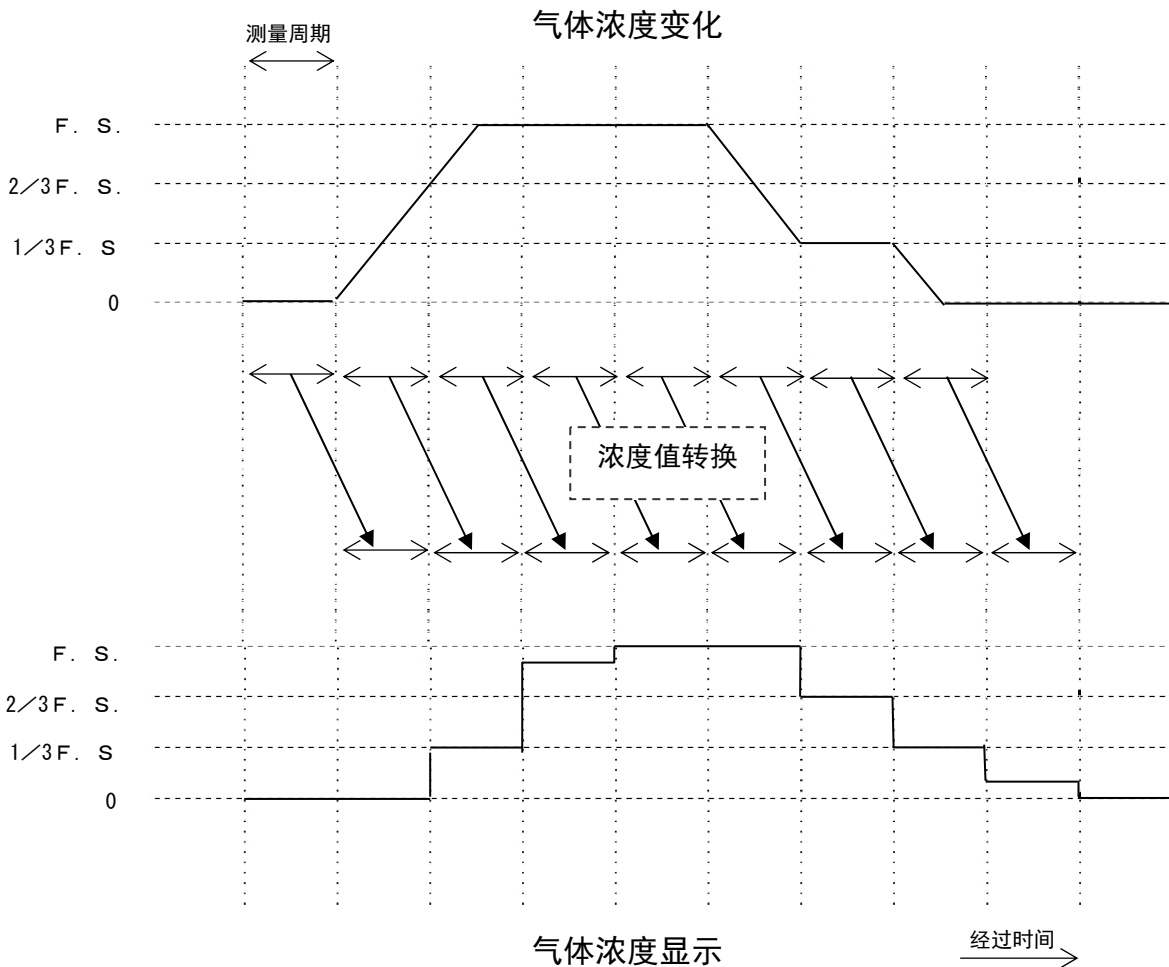 气体浓度变化
测量周期
F. S.
2/3F. S.
1/3F. S
0
浓度值转换
F. S.
2/3F. S.
1/3F. S
0
气体浓度显示
经过时间